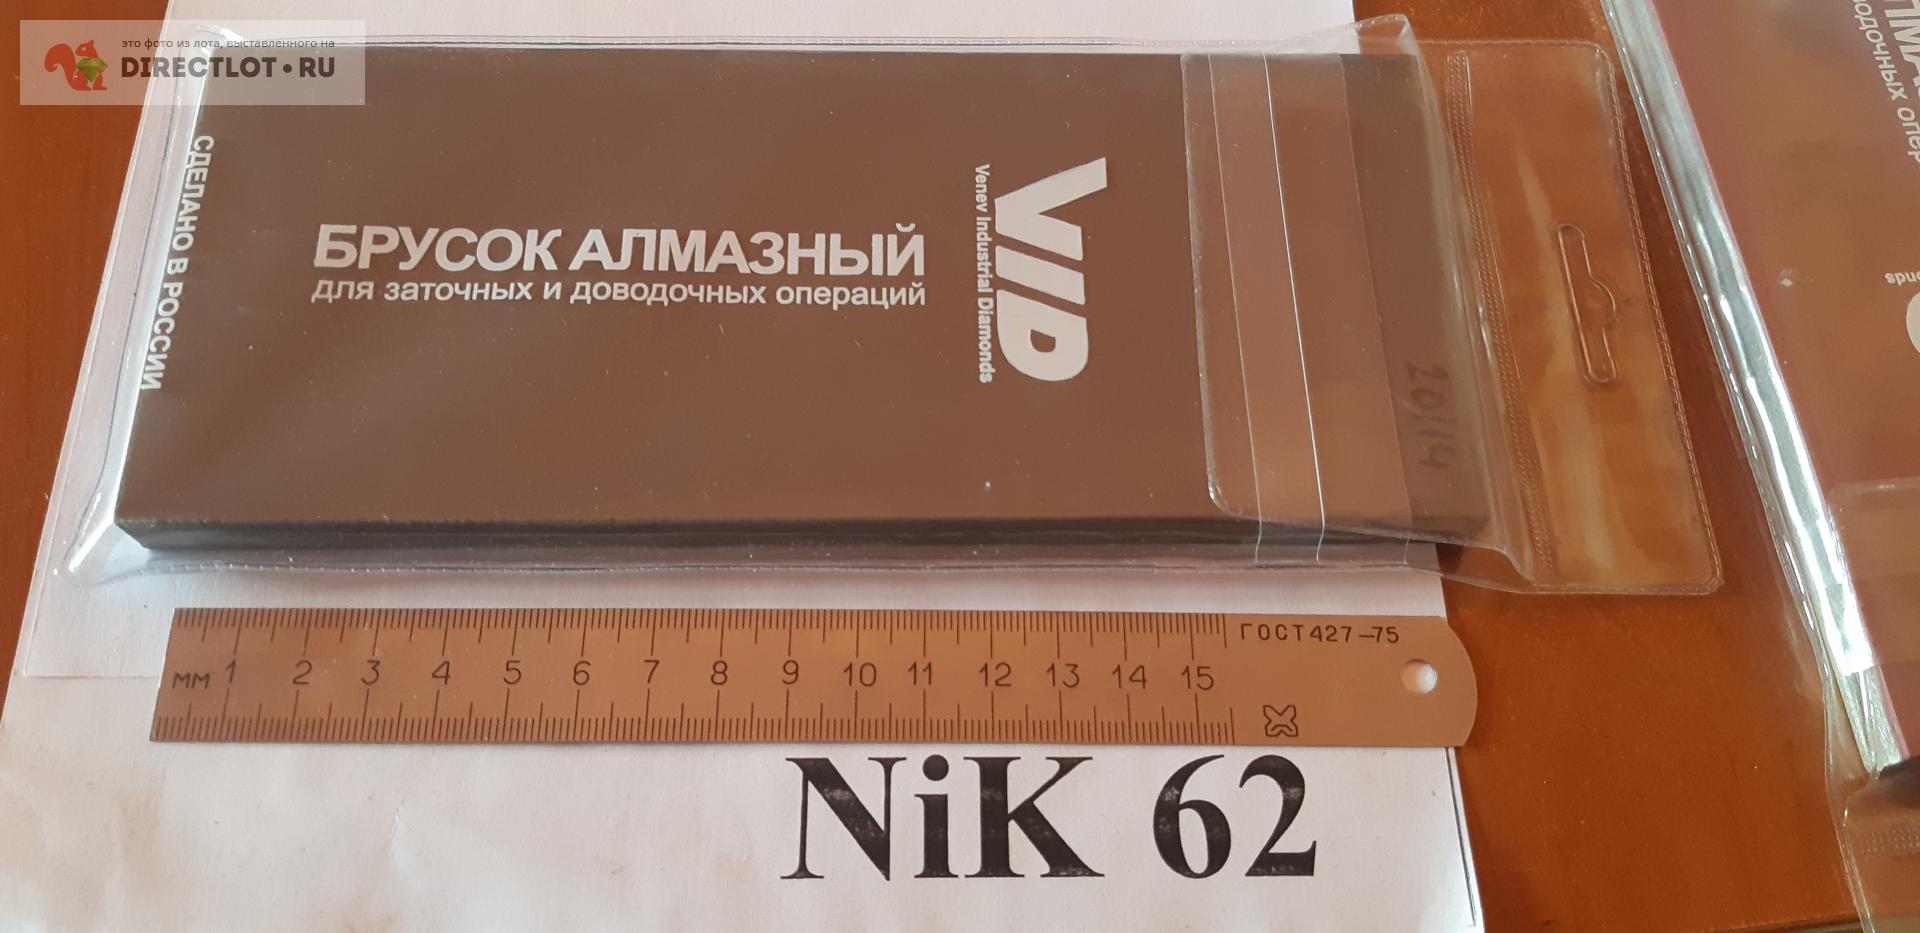 это фото из лота, выставленного на
DIRECTLOT•RU
СДЕЛАНО В РОССИИ
БРУСОК АЛМАЗНЫЙ
для заточных и доводочных операций
VID
Venev Industrial Diamonds
20/14
ГОСТ 427-75
мм 1 2 3 4 5 6 7 8 9 10 11 12 13 14 15
NiK 62